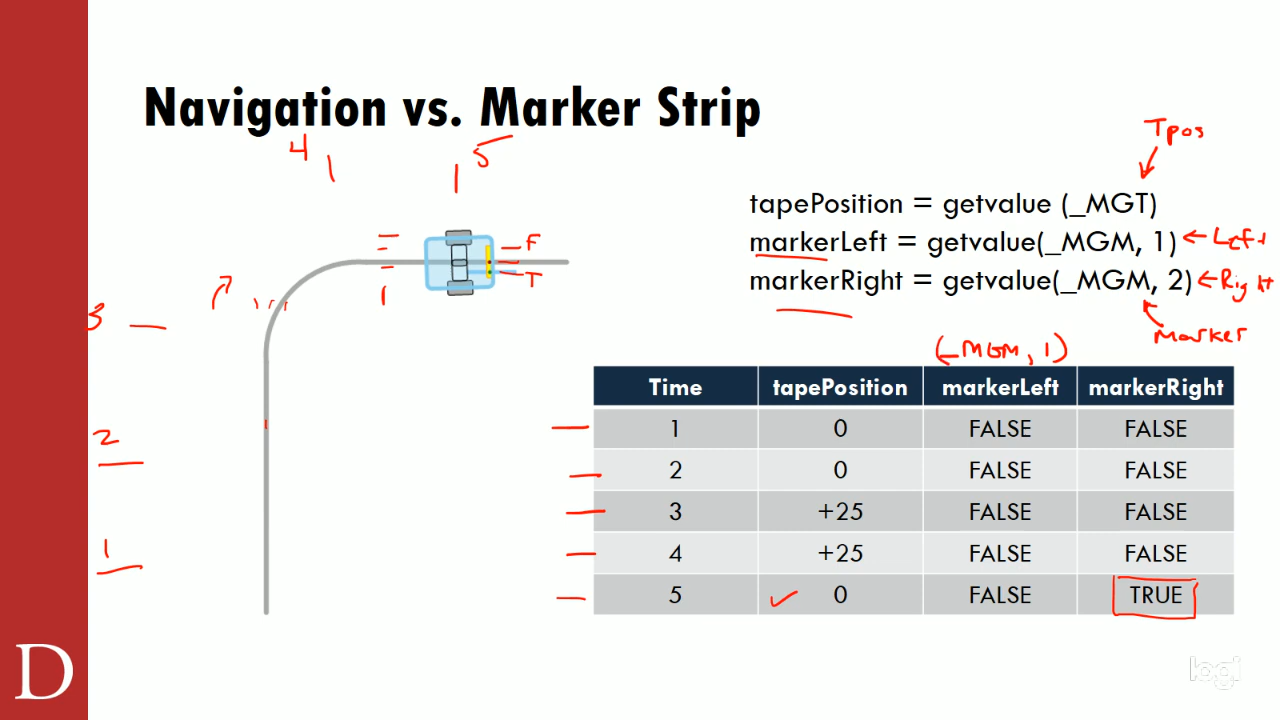 Navigation vs. Marker Strip
4
5
Tpos
tapePosition = getvalue (_MGT)
markerLeft = getvalue(_MGM, 1) ←Left
markerRight = getvalue(_MGM, 2) ←Right
Marker
F
T
3
2
1
(_MGM, 1)
Time tapePosition markerLeft markerRight
1 0 FALSE FALSE
2 0 FALSE FALSE
3 +25 FALSE FALSE
4 +25 FALSE FALSE
5 ✓ 0 FALSE TRUE
D
logi